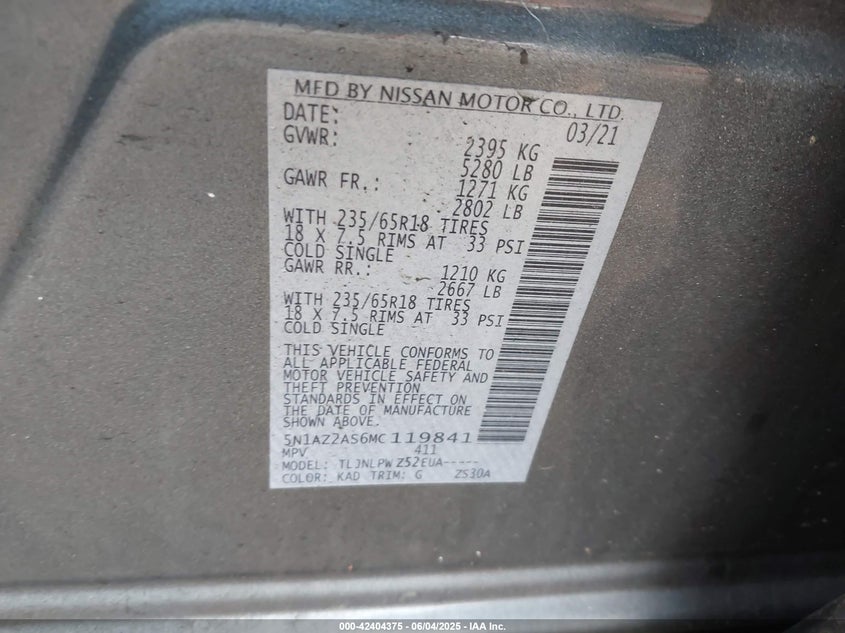 MFD BY NISSAN MOTOR CO., LTD.
DATE: 03/21
GVWR: 2395 KG
5280 LB
GAWR FR.: 1271 KG
2802 LB
WITH 235/65R18 TIRES
18 X 7.5 RIMS AT 33 PSI
COLD SINGLE
GAWR RR.: 1210 KG
2667 LB
WITH 235/65R18 TIRES
18 X 7.5 RIMS AT 33 PSI
COLD SINGLE
THIS VEHICLE CONFORMS TO
ALL APPLICABLE FEDERAL
MOTOR VEHICLE SAFETY AND
THEFT PREVENTION
STANDARDS IN EFFECT ON
THE DATE OF MANUFACTURE
SHOWN ABOVE.
5N1AZ2AS6MC119841
MPV 411
MODEL: TLJNLPW Z52EUA-----
COLOR: KAD TRIM: G ZS30A
000-42404375 - 06/04/2025 - IAA Inc.